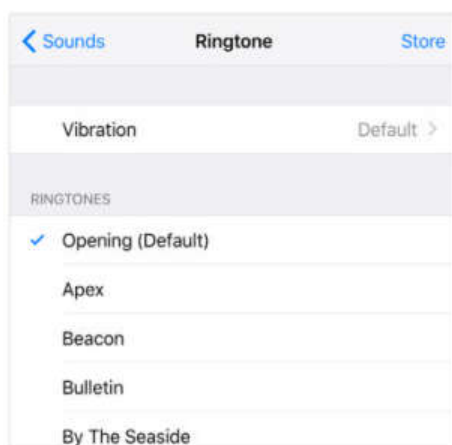 Sounds Ringtone Store
Vibration Default
RINGTONES
Opening (Default)
Apex
Beacon
Bulletin
By The Seaside